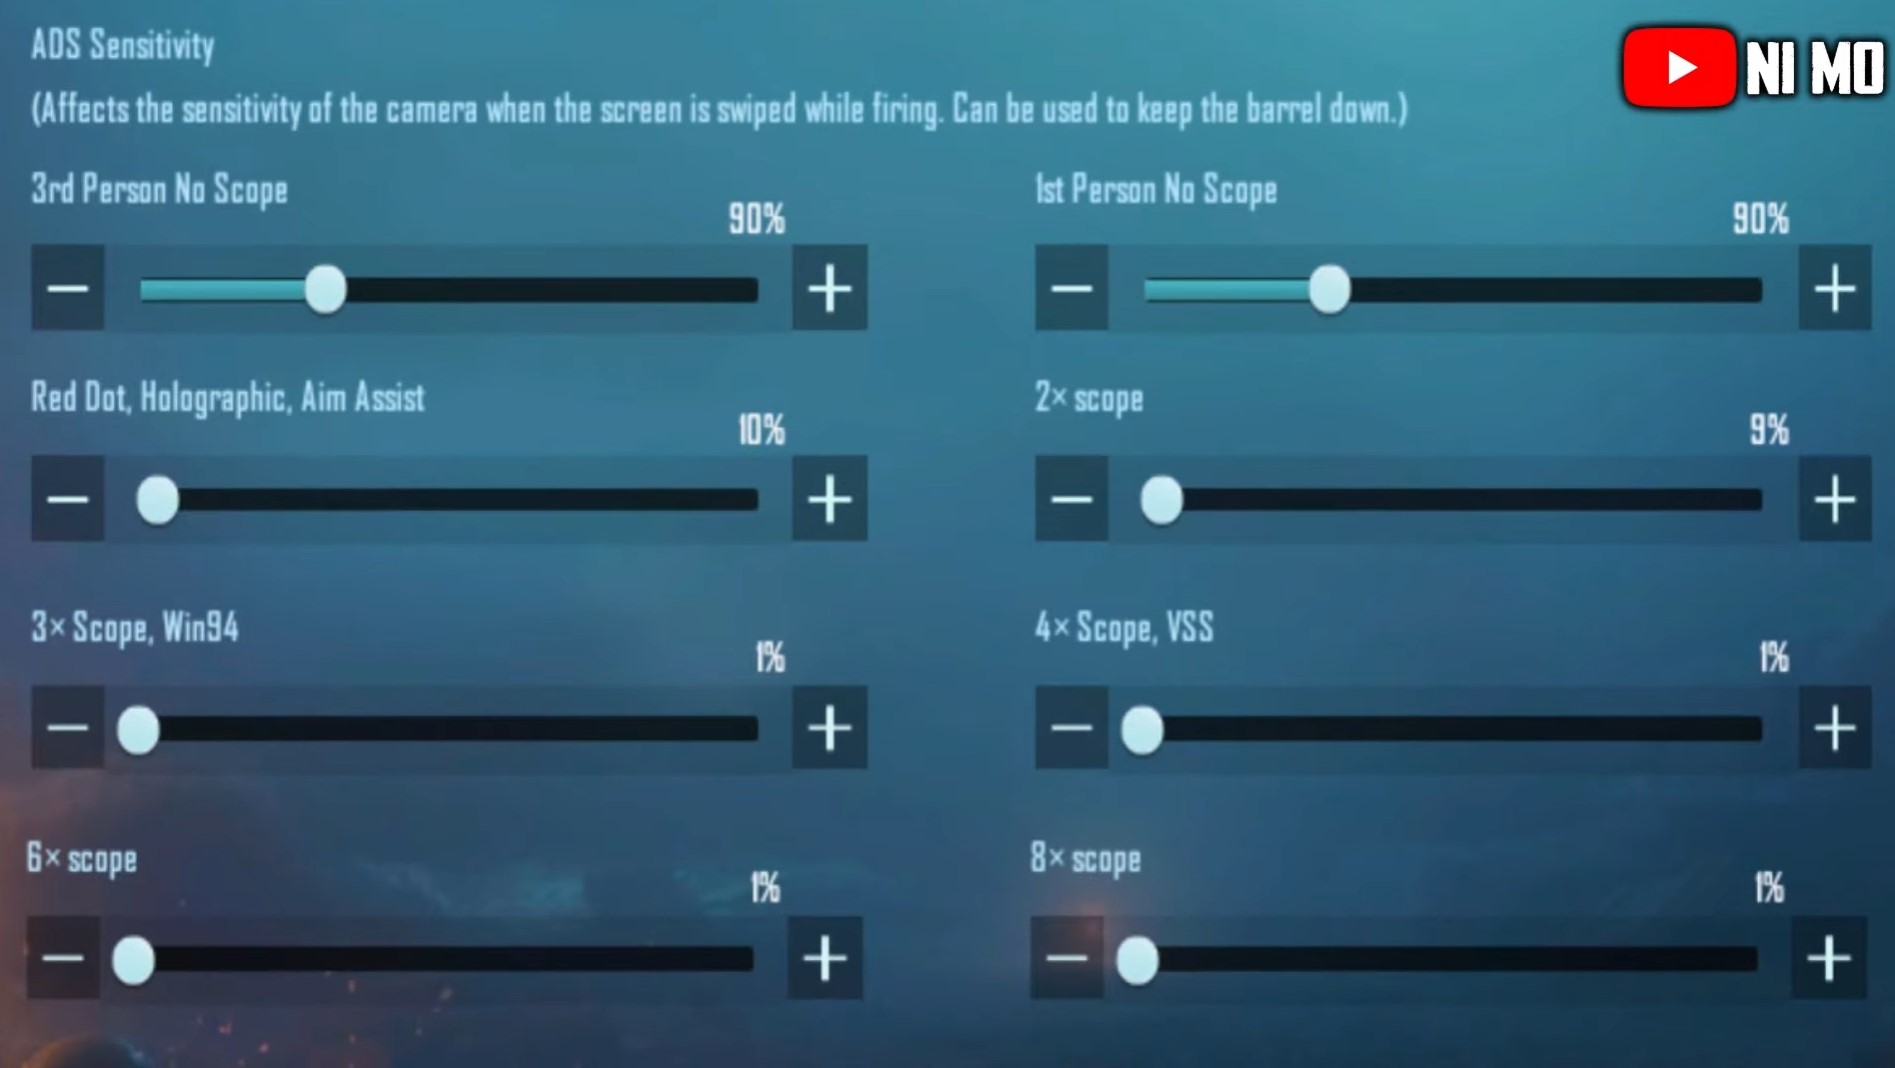 ADS Sensitivity
NI MO
(Affects the sensitivity of the camera when the screen is swiped while firing. Can be used to keep the barrel down.)
3rd Person No Scope
90%
1st Person No Scope
90%
Red Dot, Holographic, Aim Assist
10%
2× scope
9%
3× Scope, Win94
1%
4× Scope, VSS
1%
6× scope
1%
8× scope
1%